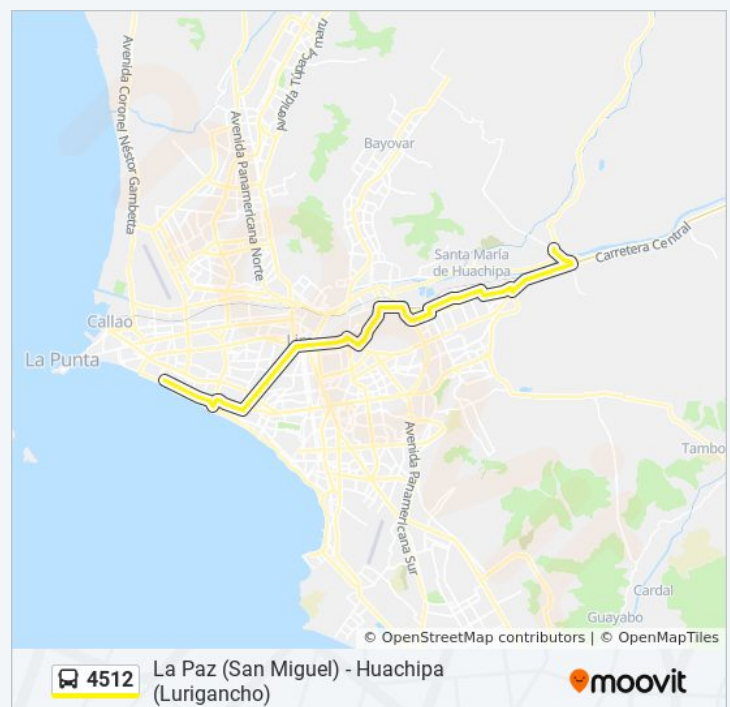 Avenida Coronel Néstor Gambetta
Avenida Panamericana Norte
Avenida Túpac Amaru
Bayovar
Santa María
de Huachipa
Carretera Central
Callao
La Punta
Avenida Panamericana Sur
Tambo
Cardal
Guayabo
© OpenStreetMap contributors | © OpenMapTiles
4512
La Paz (San Miguel) - Huachipa
(Lurigancho)
moovit